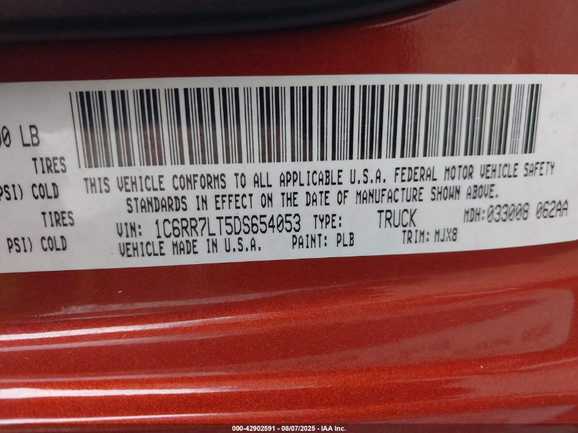 0 LB
TIRES
PSI) COLD
TIRES
PSI) COLD
THIS VEHICLE CONFORMS TO ALL APPLICABLE U.S.A. FEDERAL MOTOR VEHICLE SAFETY
STANDARDS IN EFFECT ON THE DATE OF MANUFACTURE SHOWN ABOVE.
VIN: 1C6RR7LT5DS654053 TYPE: TRUCK MDH:033008 062AA
VEHICLE MADE IN U.S.A. PAINT: PLB TRIM: MJX8
000-42902591 - 08/07/2025 - IAA Inc.